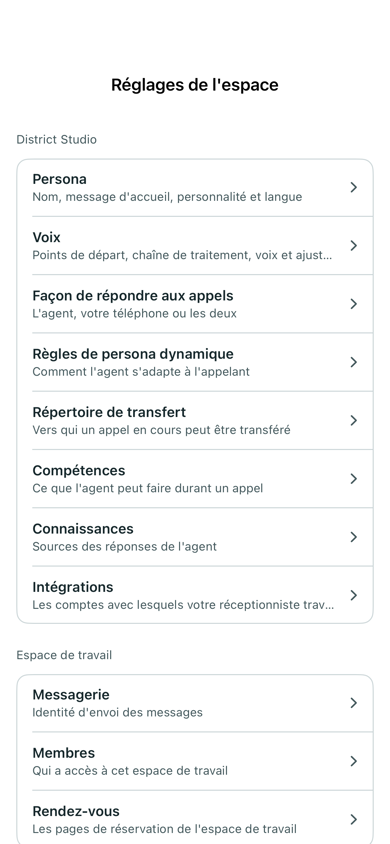 Réglages de l'espace
District Studio
Persona
Nom, message d'accueil, personnalité et langue
Voix
Points de départ, chaîne de traitement, voix et ajust...
Façon de répondre aux appels
L'agent, votre téléphone ou les deux
Règles de persona dynamique
Comment l'agent s'adapte à l'appelant
Répertoire de transfert
Vers qui un appel en cours peut être transféré
Compétences
Ce que l'agent peut faire durant un appel
Connaissances
Sources des réponses de l'agent
Intégrations
Les comptes avec lesquels votre réceptionniste trav...
Espace de travail
Messagerie
Identité d'envoi des messages
Membres
Qui a accès à cet espace de travail
Rendez-vous
Les pages de réservation de l'espace de travail